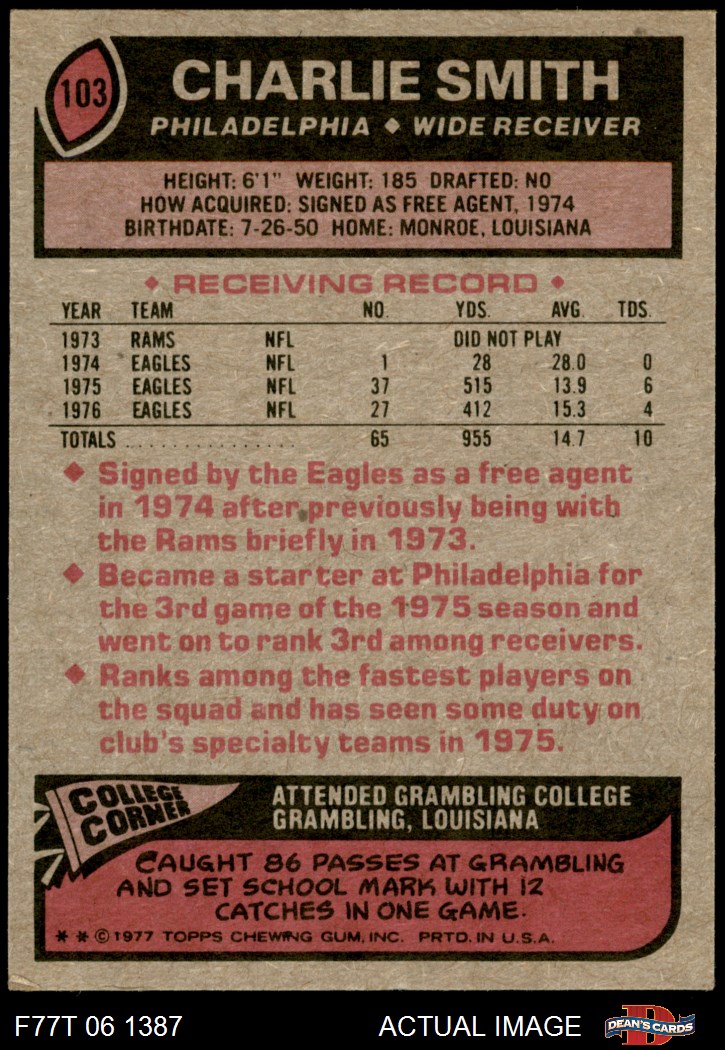 103
CHARLIE SMITH
PHILADELPHIA ◆ WIDE RECEIVER
HEIGHT: 6'1" WEIGHT: 185 DRAFTED: NO
HOW ACQUIRED: SIGNED AS FREE AGENT, 1974
BIRTHDATE: 7-26-50 HOME: MONROE, LOUISIANA
◆ RECEIVING RECORD ◆
YEAR TEAM NO. YDS. AVG. TDS.
1973 RAMS NFL DID NOT PLAY
1974 EAGLES NFL 1 28 28.0 0
1975 EAGLES NFL 37 515 13.9 6
1976 EAGLES NFL 27 412 15.3 4
TOTALS . . . . . . . . . . . . . . . 65 955 14.7 10
◆ Signed by the Eagles as a free agent
in 1974 after previously being with
the Rams briefly in 1973.
◆ Became a starter at Philadelphia for
the 3rd game of the 1975 season and
went on to rank 3rd among receivers.
◆ Ranks among the fastest players on
the squad and has seen some duty on
club's specialty teams in 1975.
COLLEGE
CORNER
ATTENDED GRAMBLING COLLEGE
GRAMBLING, LOUISIANA
CAUGHT 86 PASSES AT GRAMBLING
AND SET SCHOOL MARK WITH 12
CATCHES IN ONE GAME.
* * © 1977 TOPPS CHEWING GUM, INC. PRTD. IN U.S.A.
F77T 06 1387 ACTUAL IMAGE
D
DEAN'S CARDS